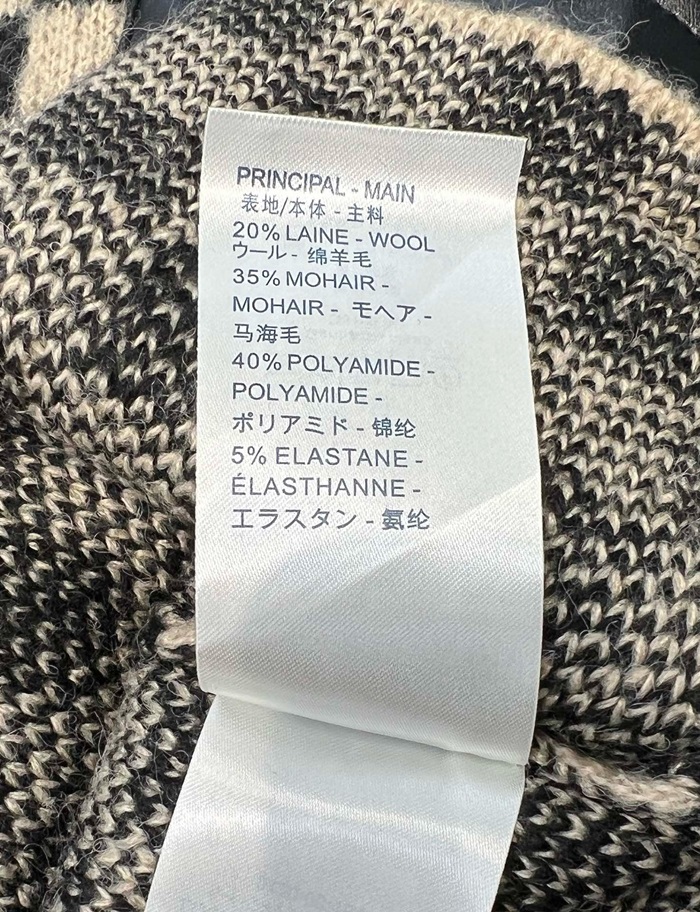 PRINCIPAL - MAIN
表地/本体 - 主料
20% LAINE - WOOL
ウール - 绵羊毛
35% MOHAIR -
MOHAIR - モヘア -
马海毛
40% POLYAMIDE -
POLYAMIDE -
ポリアミド - 锦纶
5% ELASTANE -
ÉLASTHANNE -
エラスタン - 氨纶